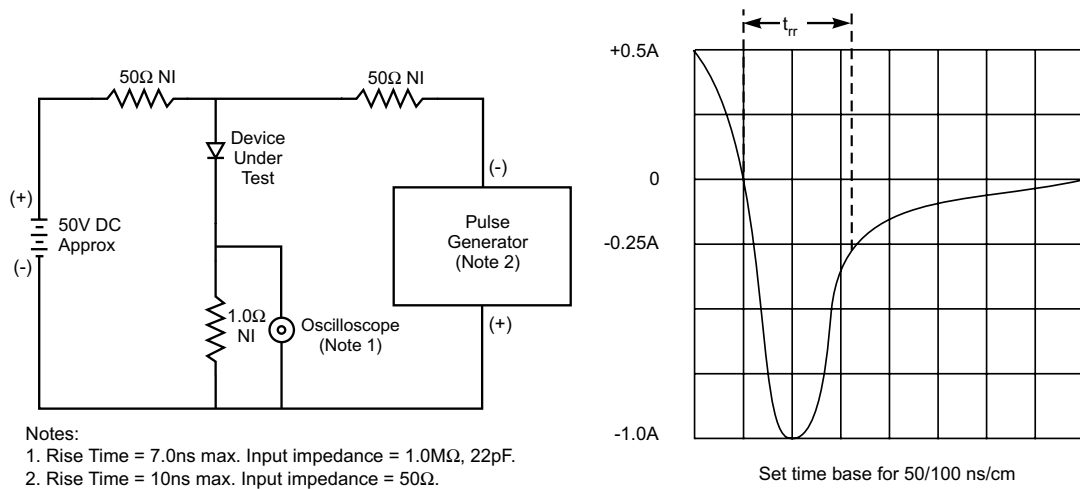 50Ω NI
50Ω NI
Device
Under
Test
(+)
50V DC
Approx
(-)
(-)
Pulse
Generator
(Note 2)
(+)
1.0Ω
NI
Oscilloscope
(Note 1)
Notes:
1. Rise Time = 7.0ns max. Input impedance = 1.0MΩ, 22pF.
2. Rise Time = 10ns max. Input impedance = 50Ω.
trr
+0.5A
0
-0.25A
-1.0A
Set time base for 50/100 ns/cm